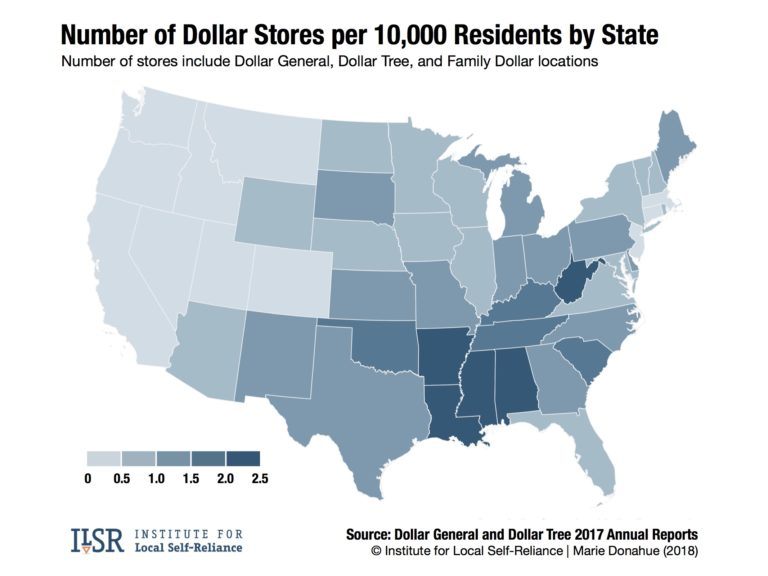 Number of Dollar Stores per 10,000 Residents by State
Number of stores include Dollar General, Dollar Tree, and Family Dollar locations
0 0.5 1.0 1.5 2.0 2.5
ILSR
INSTITUTE FOR
Local Self-Reliance
Source: Dollar General and Dollar Tree 2017 Annual Reports
© Institute for Local Self-Reliance | Marie Donahue (2018)